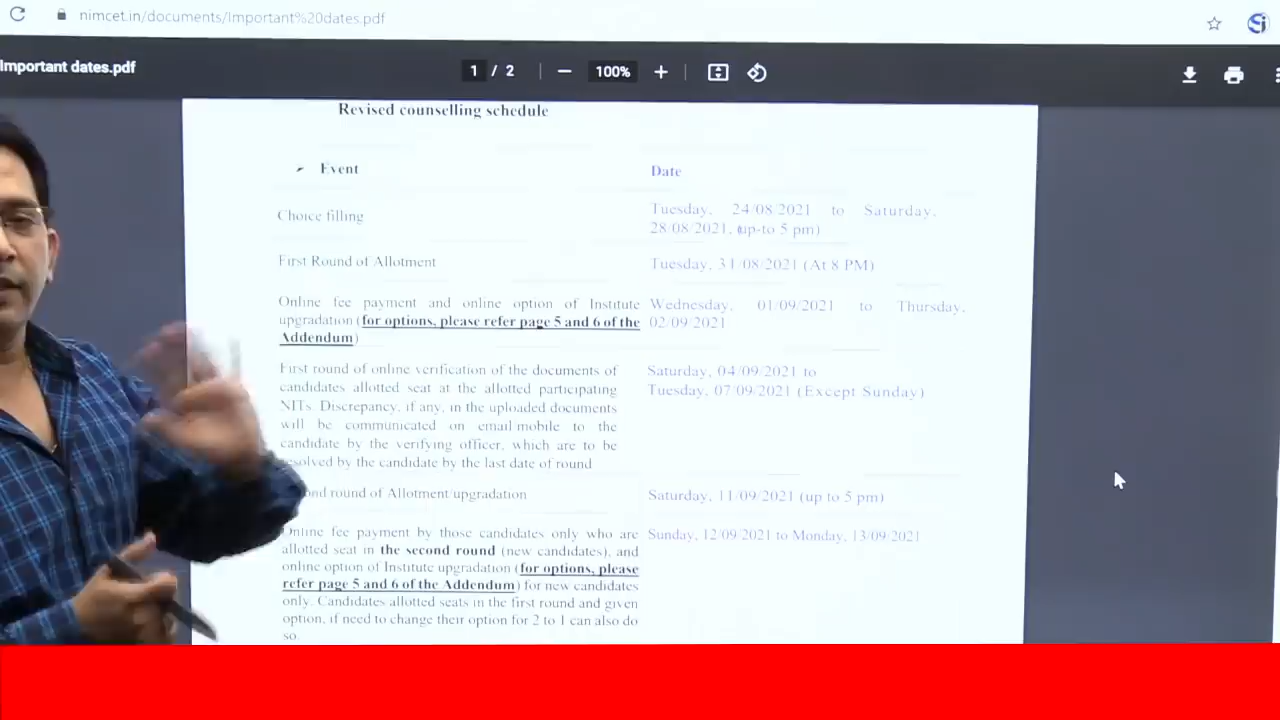 nimcet.in/documents/Important%20dates.pdf
Important dates.pdf
1 / 2
100%
Revised counselling schedule
Event Date
Choice filling
Tuesday, 24/08/2021 to Saturday,
28/08/2021, (up-to 5 pm)
First Round of Allotment
Tuesday, 31/08/2021 (At 8 PM)
Online fee payment and online option of Institute
upgradation (for options, please refer page 5 and 6 of the
Addendum)
Wednesday, 01/09/2021 to Thursday,
02/09/2021
First round of online verification of the documents of
candidates allotted seat at the allotted participating
NITs. Discrepancy, if any, in the uploaded documents
will be communicated on email/mobile to the
candidate by the verifying officer, which are to be
resolved by the candidate by the last date of round
Saturday, 04/09/2021 to
Tuesday, 07/09/2021 (Except Sunday)
round of Allotment/upgradation
Saturday, 11/09/2021 (up to 5 pm)
Online fee payment by those candidates only who are
allotted seat in the second round (new candidates), and
online option of Institute upgradation (for options, please
refer page 5 and 6 of the Addendum) for new candidates
only. Candidates allotted seats in the first round and given
option, if need to change their option for 2 to 1 can also do
so.
Sunday, 12/09/2021 to Monday, 13/09/2021